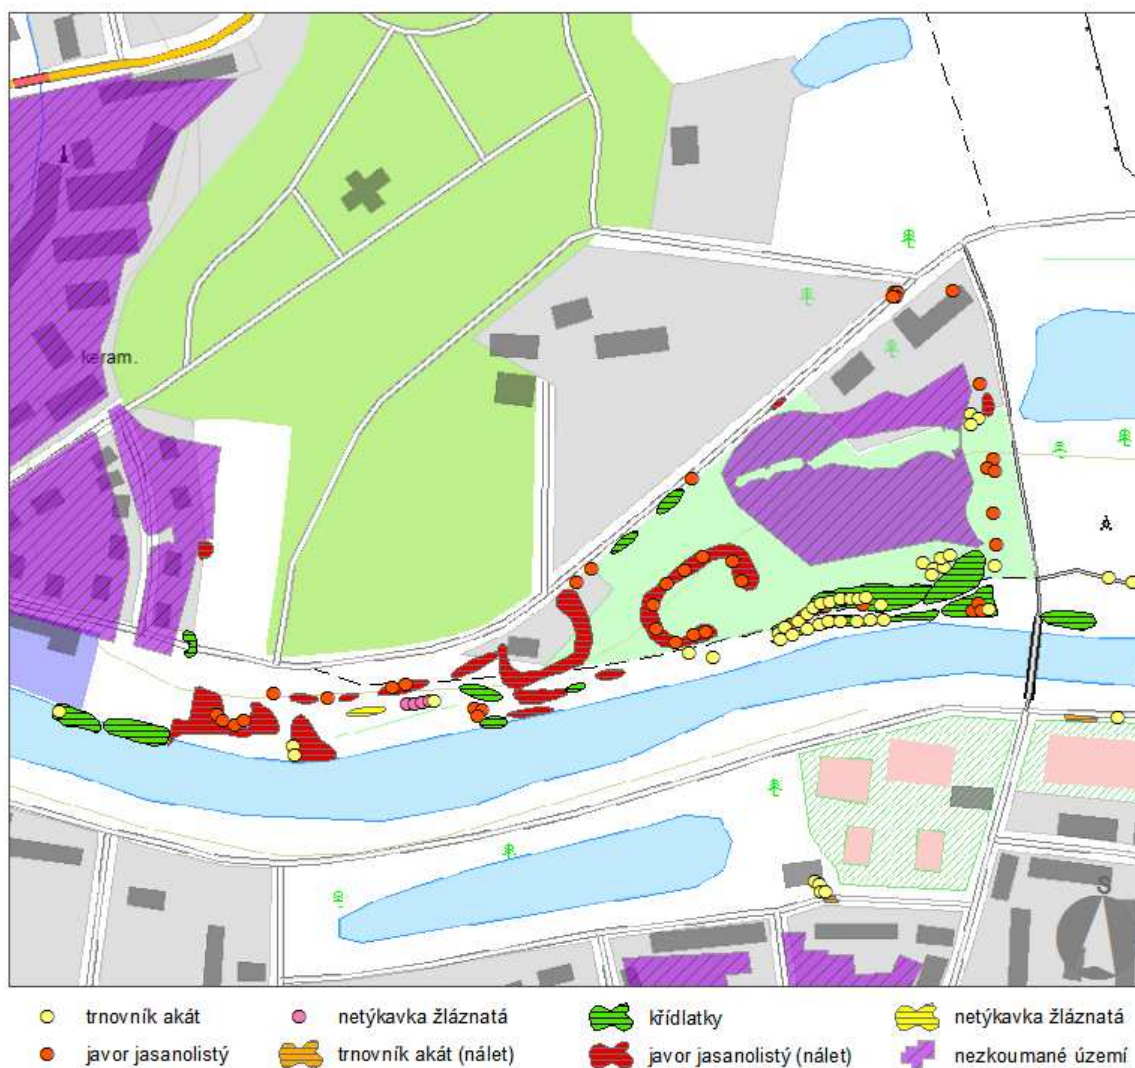 keram.
S
trnovník akát
netýkavka žláznatá
křídlatky
netýkavka žláznatá
javor jasanolistý
trnovník akát (nálet)
javor jasanolistý (nálet)
nezkoumané území